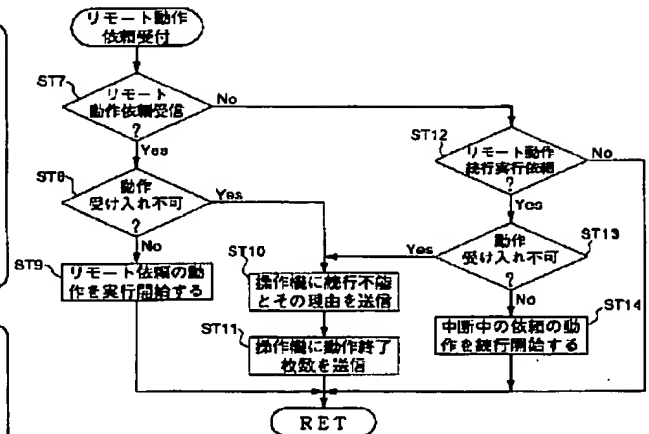 リモート動作
依頼受付
ST7
リモート
動作依頼受信
?
No
Yes
ST8
動作
受け入れ不可
?
Yes
No
ST9
リモート依頼の動
作を実行開始する
ST10
操作機に続行不能
とその理由を送信
ST11
操作機に動作終了
枚数を送信
ST12
リモート動作
続行実行依頼
?
No
Yes
ST13
動作
受け入れ不可
?
Yes
No
ST14
中断中の依頼の動
作を続行開始する
RET